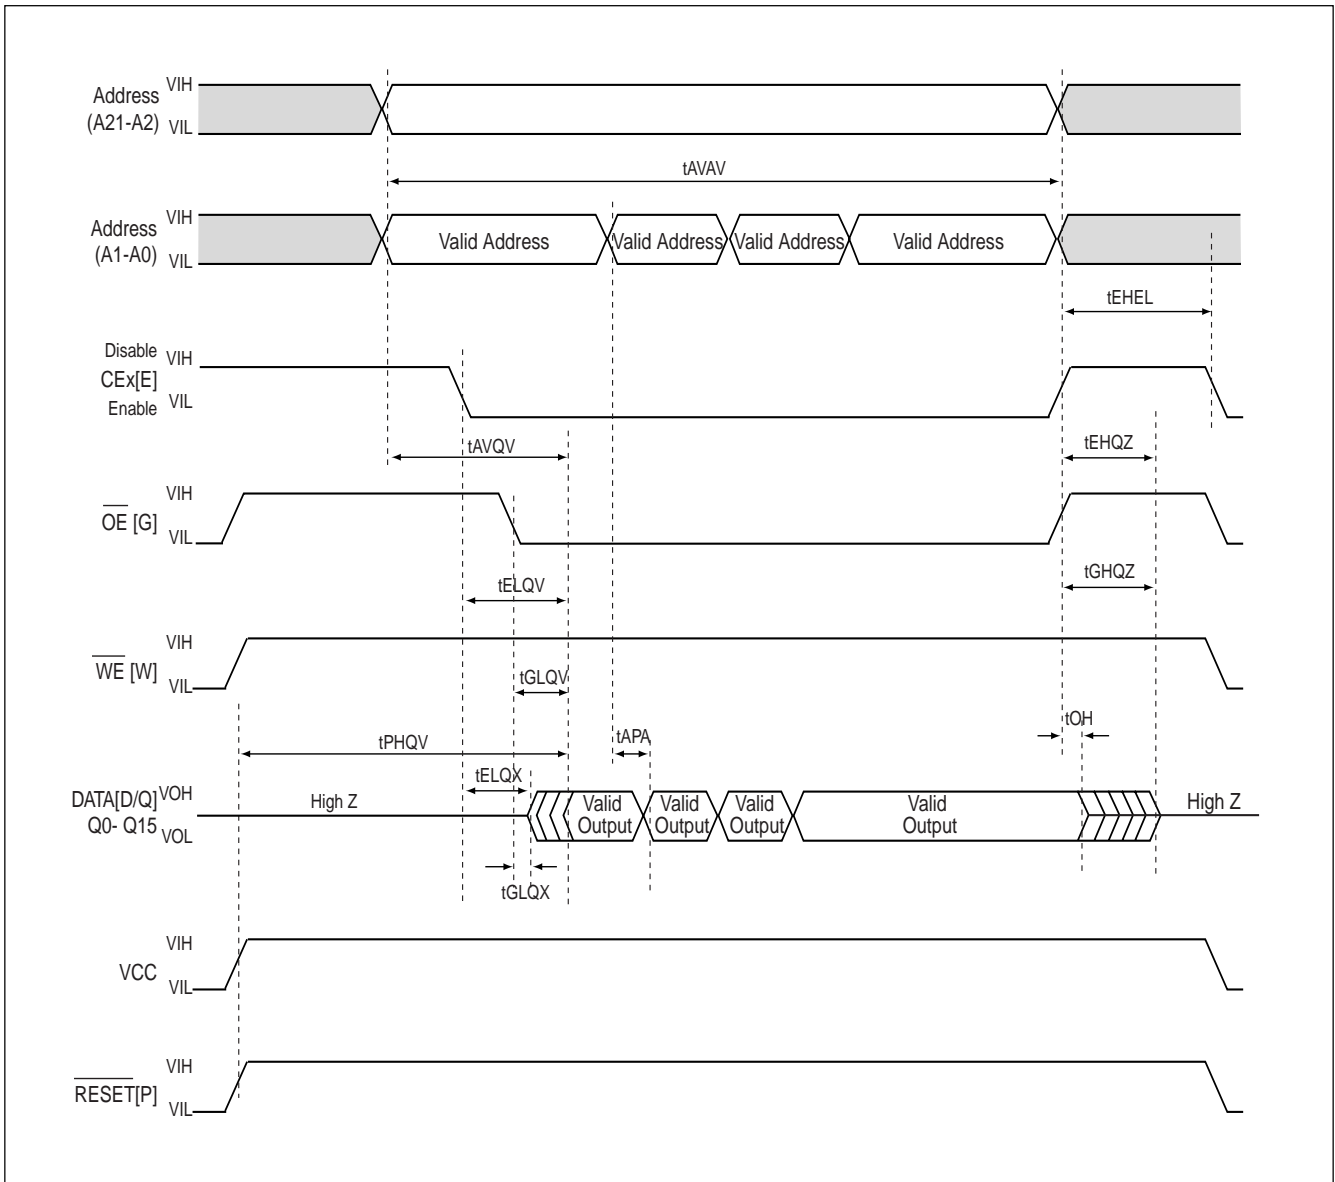 Address
(A21-A2)
VIH
VIL
tAVAV
Address
(A1-A0)
VIH
VIL
Valid Address
Valid Address
Valid Address
Valid Address
tEHEL
Disable
CEx[E]
Enable
VIH
VIL
tAVQV
tEHQZ
OE [G]
VIH
VIL
tELQV
tGHQZ
WE [W]
VIH
VIL
tGLQV
tPHQV
tAPA
tOH
tELQX
DATA[D/Q]
Q0- Q15
VOH
VOL
High Z
Valid
Output
Valid
Output
Valid
Output
Valid
Output
High Z
tGLQX
VCC
VIH
VIL
RESET[P]
VIH
VIL